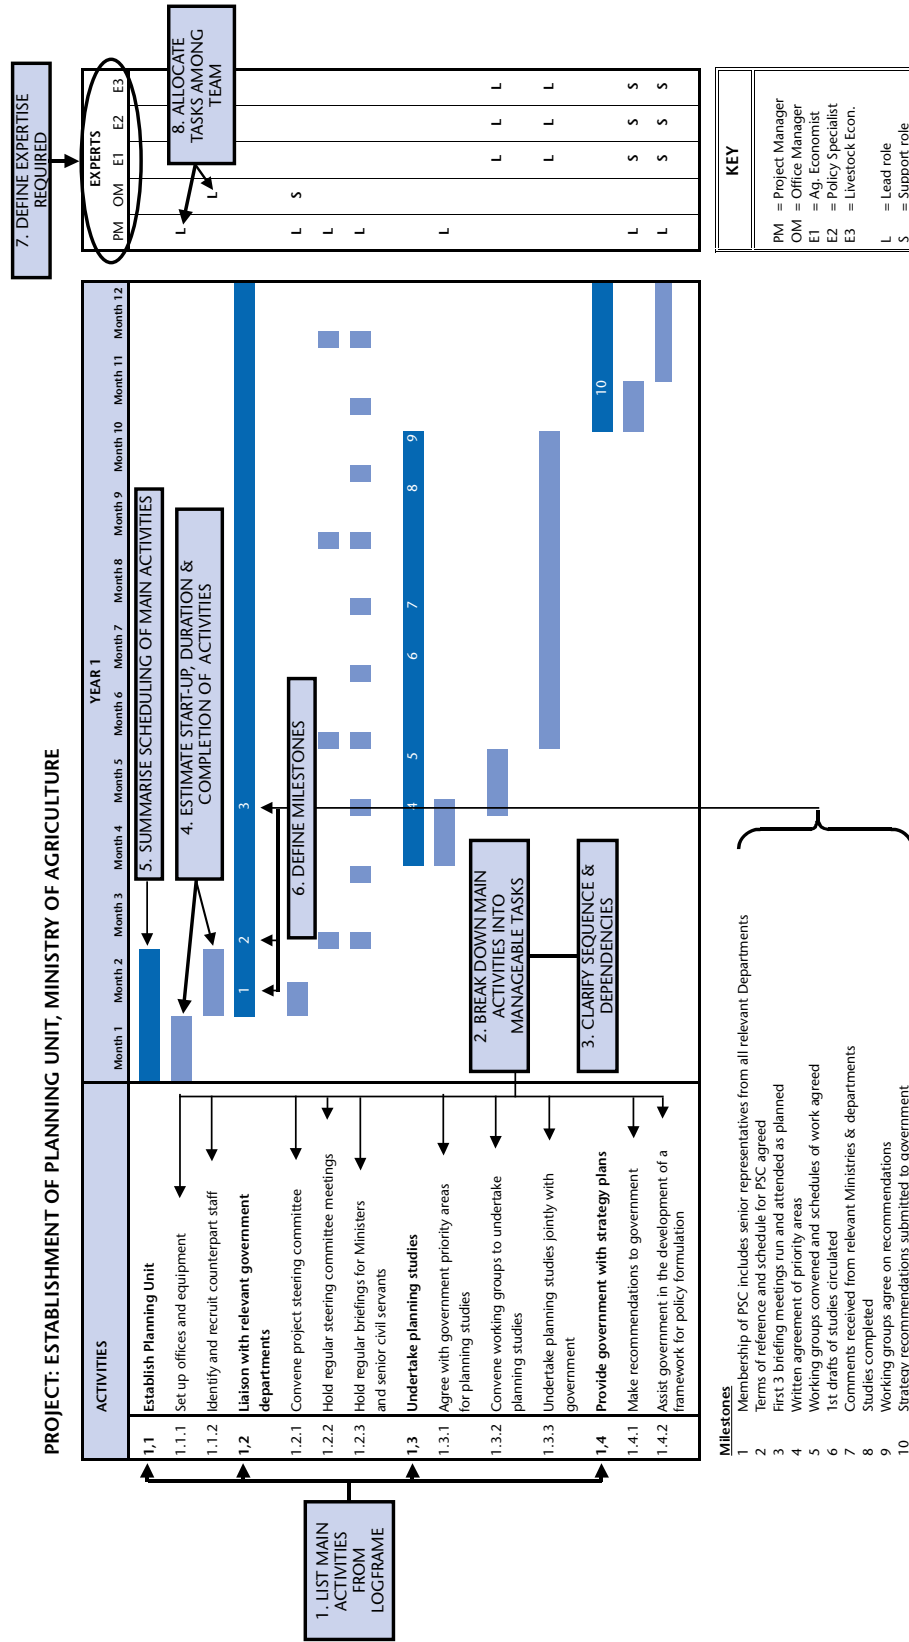 PROJECT: ESTABLISHMENT OF PLANNING UNIT, MINISTRY OF AGRICULTURE
7. DEFINE EXPERTISE
REQUIRED
ACTIVITIES
YEAR 1
EXPERTS
Month 1 Month 2 Month 3 Month 4 Month 5 Month 6 Month 7 Month 8 Month 9 Month 10 Month 11 Month 12
PM OM E1 E2 E3
1,1 Establish Planning Unit
5. SUMMARISE SCHEDULING OF MAIN ACTIVITIES
8. ALLOCATE
TASKS AMONG
TEAM
1.1.1 Set up offices and equipment L
4. ESTIMATE START-UP, DURATION &
COMPLETION OF ACTIVITIES
1.1.2 Identify and recruit counterpart staff L
1,2 Liaison with relevant government
departments
1 2 3
1.2.1 Convene project steering committee L S
6. DEFINE MILESTONES
1.2.2 Hold regular steering committee meetings L
1.2.3 Hold regular briefings for Ministers
and senior civil servants
L
1. LIST MAIN
ACTIVITIES
FROM
LOGFRAME
1,3 Undertake planning studies 4 5 6 7 8 9
1.3.1 Agree with government priority areas
for planning studies
L
2. BREAK DOWN MAIN
ACTIVITIES INTO
MANAGEABLE TASKS
1.3.2 Convene working groups to undertake
planning studies
L L L
1.3.3 Undertake planning studies jointly with
government
L L L
3. CLARIFY SEQUENCE &
DEPENDENCIES
1,4 Provide government with strategy plans 10
1.4.1 Make recommendations to government L S S S
1.4.2 Assist government in the development of a
framework for policy formulation
L S S S
Milestones
1 Membership of PSC includes senior representatives from all relevant Departments
2 Terms of reference and schedule for PSC agreed
3 First 3 briefing meetings run and attended as planned
4 Written agreement of priority areas
5 Working groups convened and schedules of work agreed
6 1st drafts of studies circulated
7 Comments received from relevant Ministries & departments
8 Studies completed
9 Working groups agree on recommendations
10 Strategy recommendations submitted to government
KEY
PM = Project Manager
OM = Office Manager
E1 = Ag. Economist
E2 = Policy Specialist
E3 = Livestock Econ.
L = Lead role
S = Support role